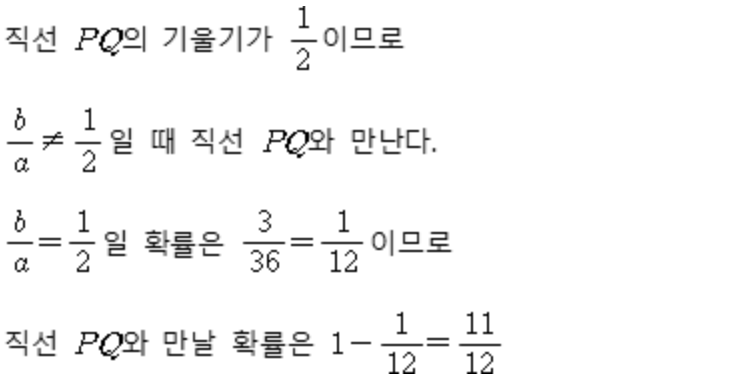 직선 PQ의 기울기가 1/2이므로
b/a ≠ 1/2일 때 직선 PQ와 만난다.
b/a = 1/2일 확률은 3/36 = 1/12이므로
직선 PQ와 만날 확률은 1 − 1/12 = 11/12